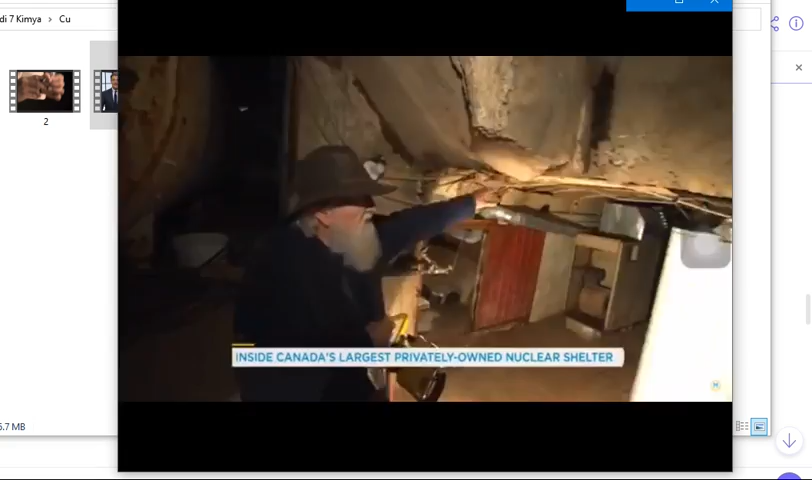 di 7 Kimya > Cu
2
INSIDE CANADA'S LARGEST PRIVATELY-OWNED NUCLEAR SHELTER
5.7 MB